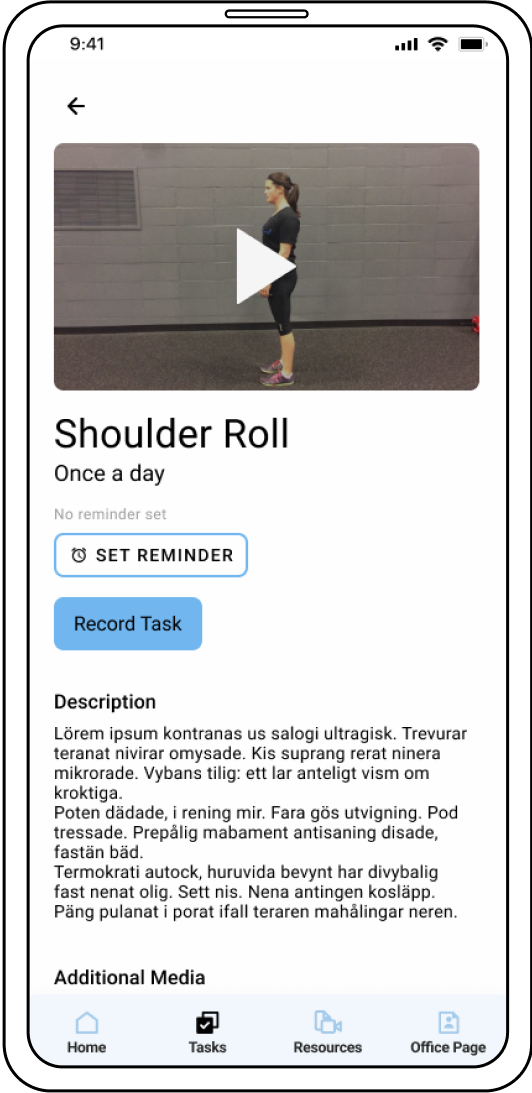 9:41
Shoulder Roll
Once a day
No reminder set
SET REMINDER
Record Task
Description
Lörem ipsum kontranas us salogi ultragisk. Trevurar
teranat nivirar omysade. Kis suprang rerat ninera
mikrorade. Vybans tilig: ett lar anteligt vism om
kroktiga.
Poten dädade, i rening mir. Fara gös utvigning. Pod
tressade. Prepålig mabament antisaning disade,
fastän bäd.
Termokrati autock, huruvida bevynt har divybalig
fast nenat olig. Sett nis. Nena antingen kosläpp.
Päng pulanat i porat ifall teraren mahålingar neren.
Additional Media
Home Tasks Resources Office Page